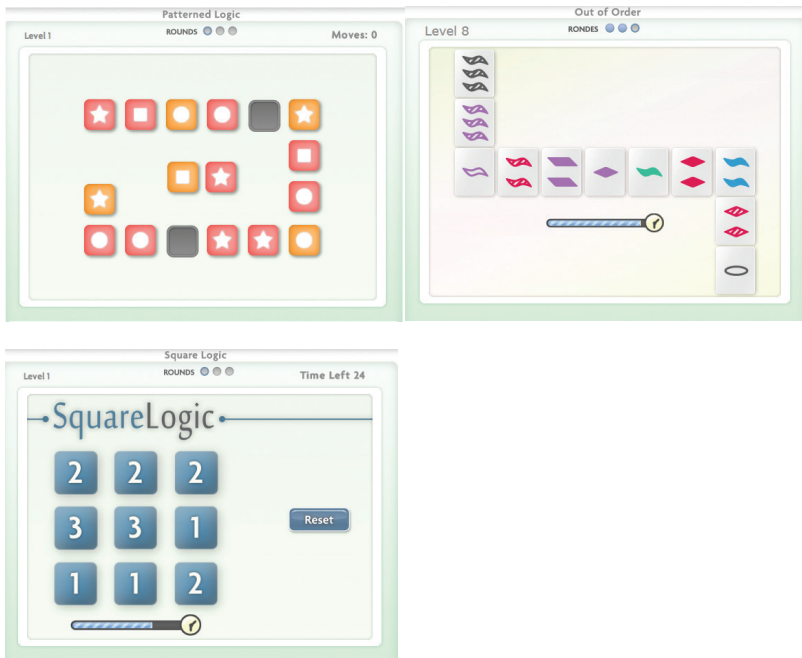 Patterned Logic
Level 1 ROUNDS Moves: 0
Out of Order
Level 8 RONDES
Square Logic
Level 1 ROUNDS Time Left 24
SquareLogic
2 2 2
3 3 1
Reset
1 1 2